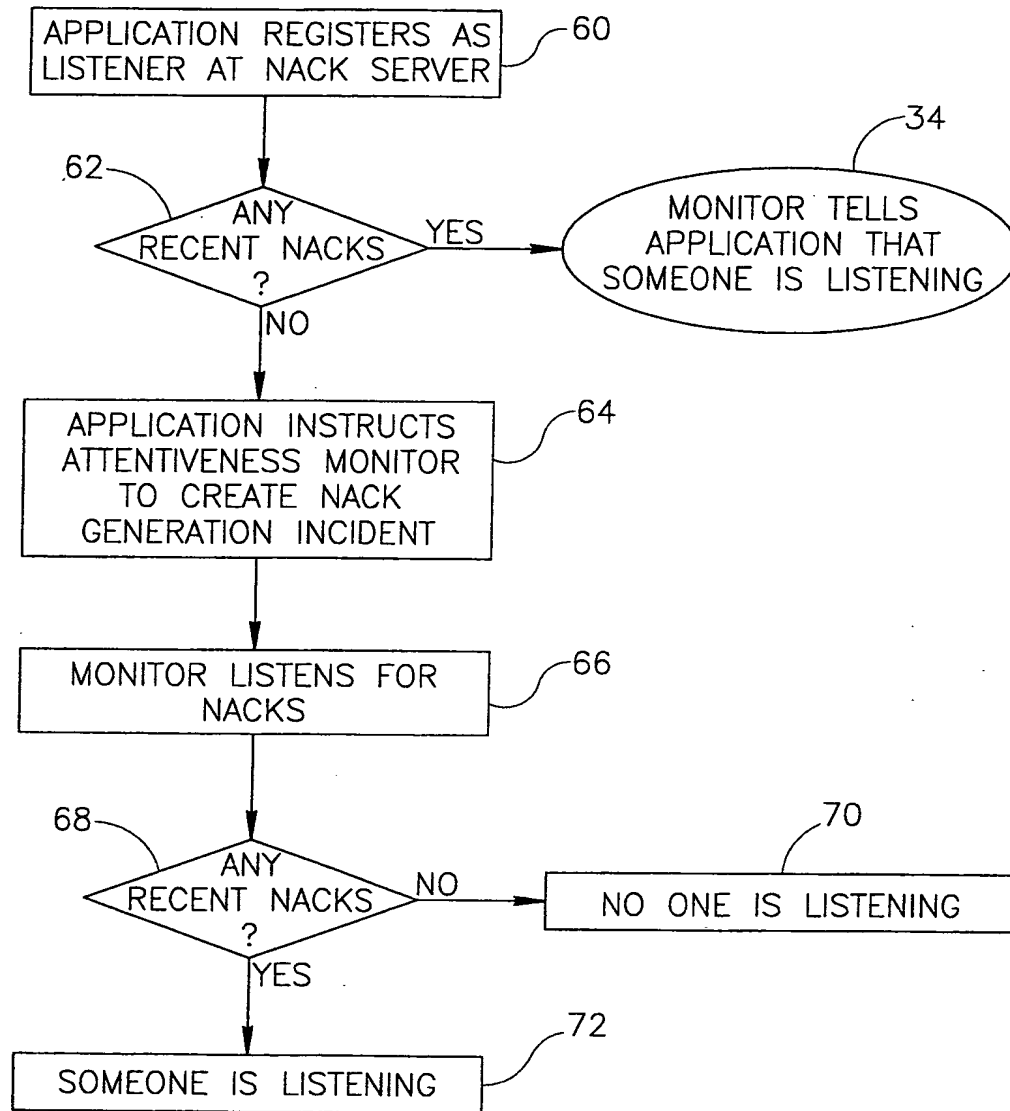 APPLICATION REGISTERS AS
LISTENER AT NACK SERVER
60
62
ANY
RECENT NACKS
?
YES
NO
34
MONITOR TELLS
APPLICATION THAT
SOMEONE IS LISTENING
APPLICATION INSTRUCTS
ATTENTIVENESS MONITOR
TO CREATE NACK
GENERATION INCIDENT
64
MONITOR LISTENS FOR
NACKS
66
68
ANY
RECENT NACKS
?
NO
YES
70
NO ONE IS LISTENING
SOMEONE IS LISTENING
72